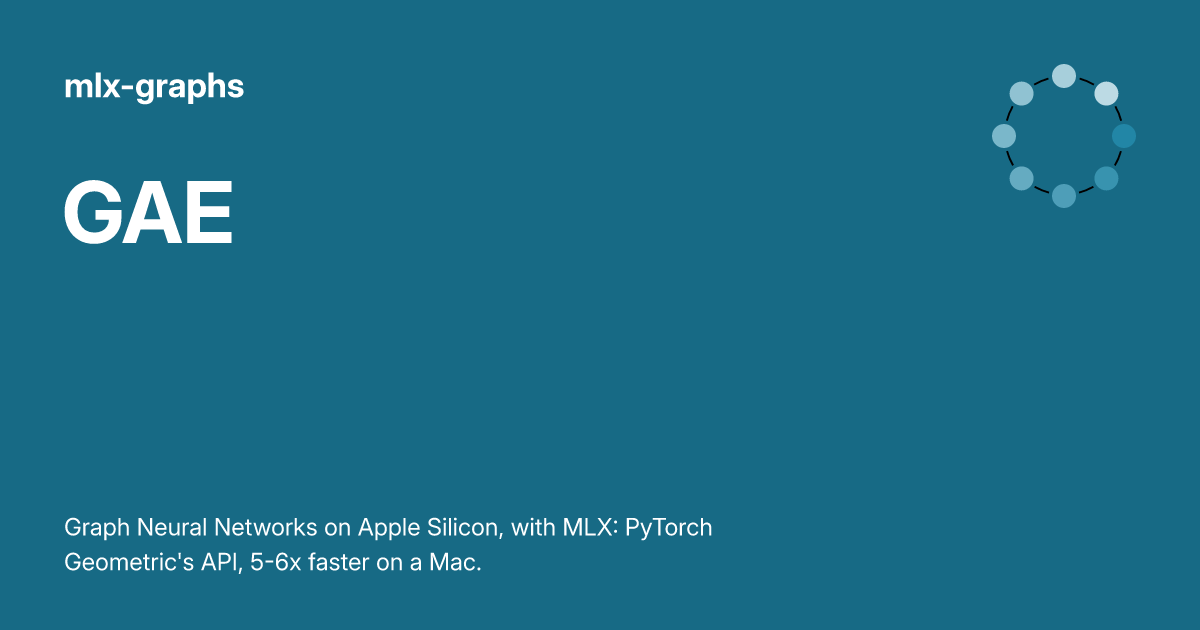 mlx-graphs
GAE
Graph Neural Networks on Apple Silicon, with MLX: PyTorch
Geometric's API, 5-6x faster on a Mac.